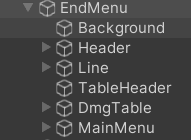 EndMenu
Background
Header
Line
TableHeader
DmgTable
MainMenu